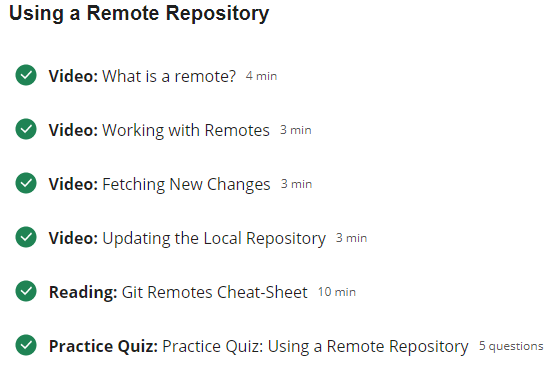 Using a Remote Repository
Video: What is a remote? 4 min
Video: Working with Remotes 3 min
Video: Fetching New Changes 3 min
Video: Updating the Local Repository 3 min
Reading: Git Remotes Cheat-Sheet 10 min
Practice Quiz: Practice Quiz: Using a Remote Repository 5 questions